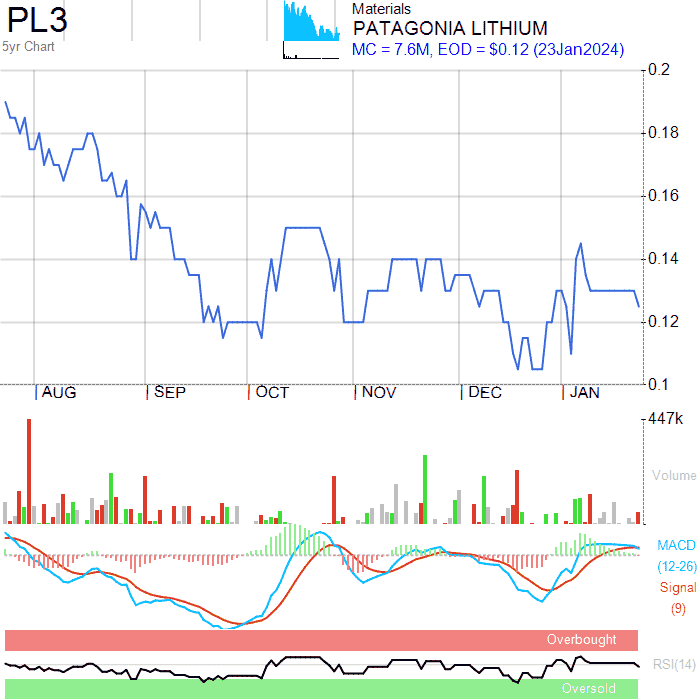 PL3
5yr Chart
Materials
PATAGONIA LITHIUM
MC = 7.6M, EOD = $0.12 (23Jan2024)
0.2
0.18
0.16
0.14
0.12
0.1
AUG SEP OCT NOV DEC JAN
447k
Volume
MACD
(12-26)
Signal
(9)
Overbought
RSI(14)
Oversold